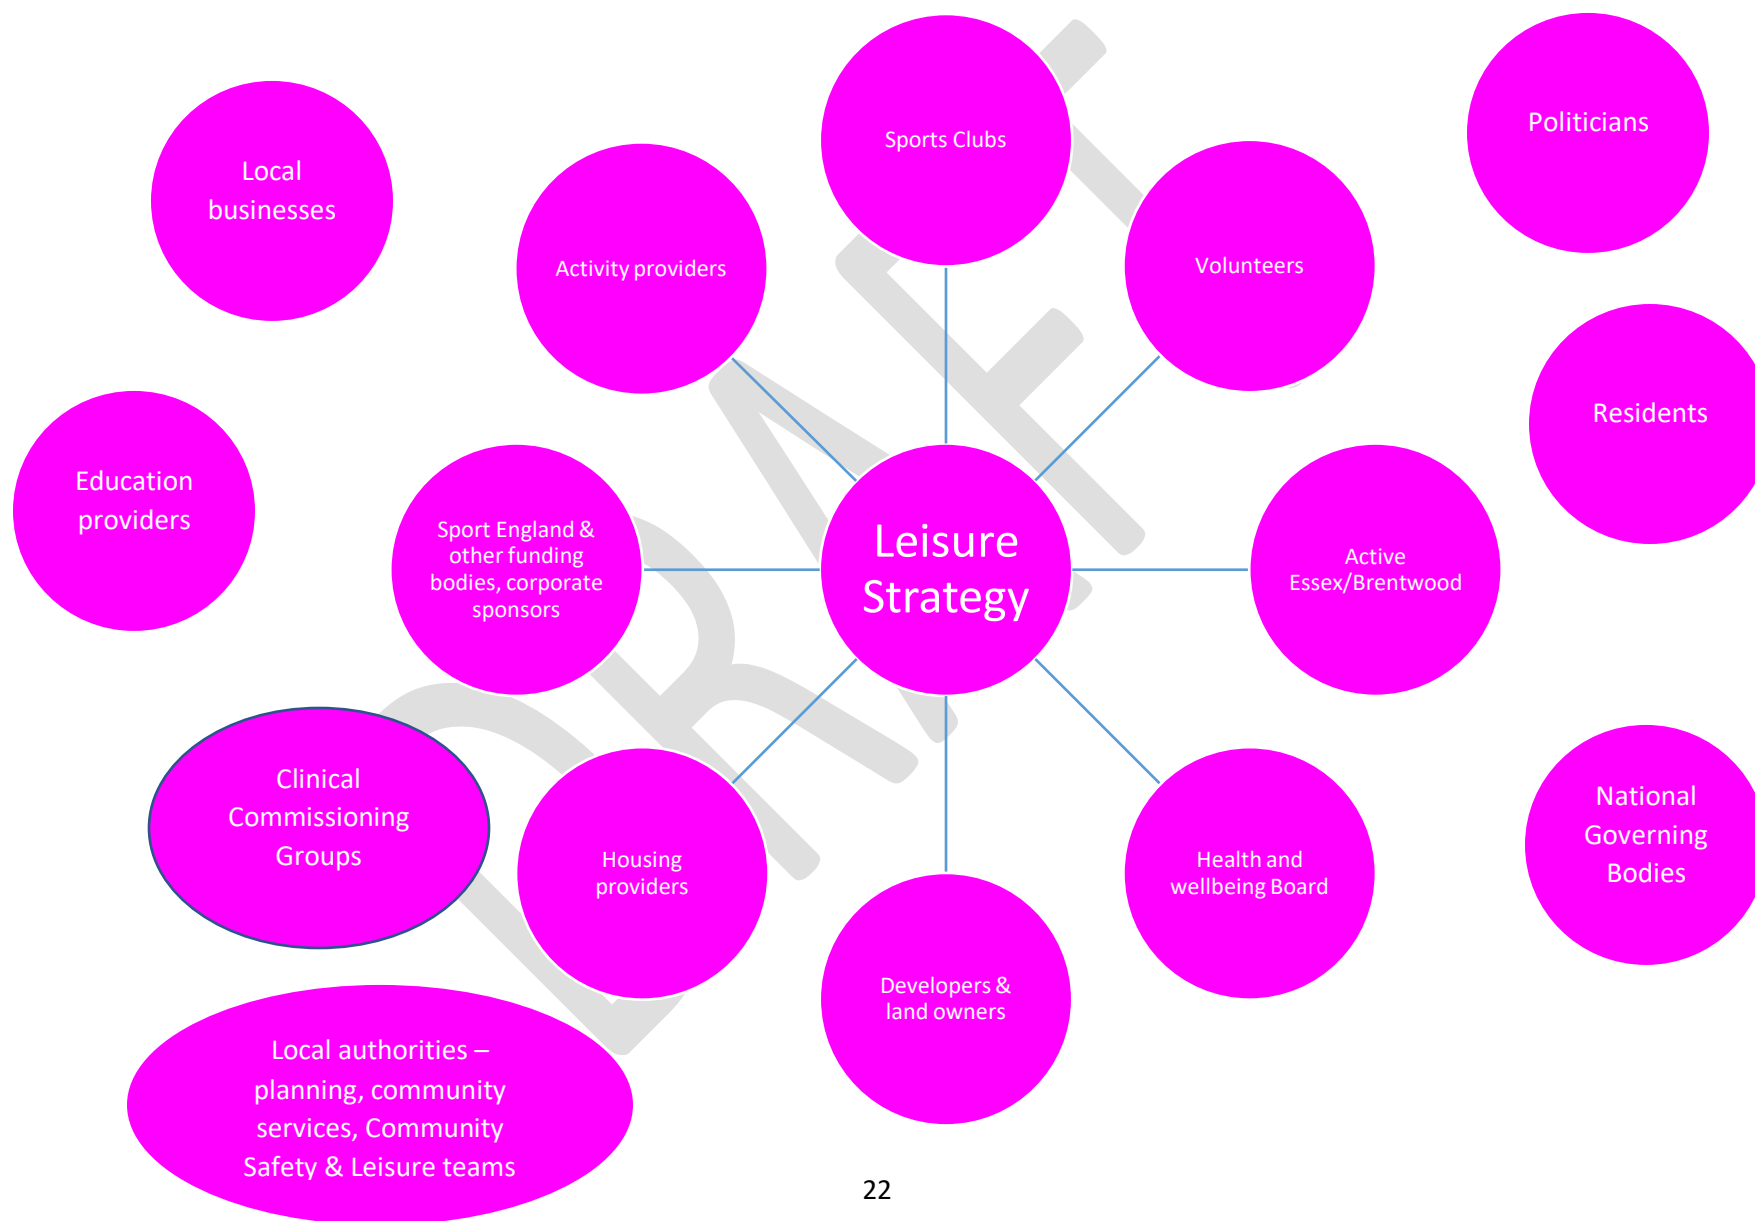 Sports Clubs
Politicians
Local
businesses
Activity providers
Volunteers
Residents
Education
providers
Sport England &
other funding
bodies, corporate
sponsors
Leisure
Strategy
Active
Essex/Brentwood
Clinical
Commissioning
Groups
Housing
providers
Health and
wellbeing Board
National
Governing
Bodies
Developers &
land owners
Local authorities –
planning, community
services, Community
Safety & Leisure teams
DRAFT
22